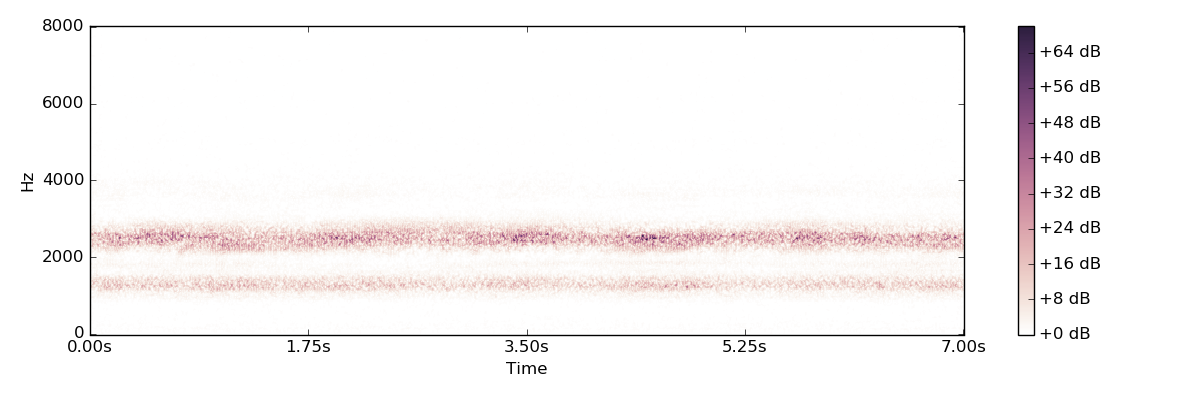 8000
6000
4000
2000
0
Hz
0.00s
1.75s
3.50s
5.25s
7.00s
Time
+64 dB
+56 dB
+48 dB
+40 dB
+32 dB
+24 dB
+16 dB
+8 dB
+0 dB